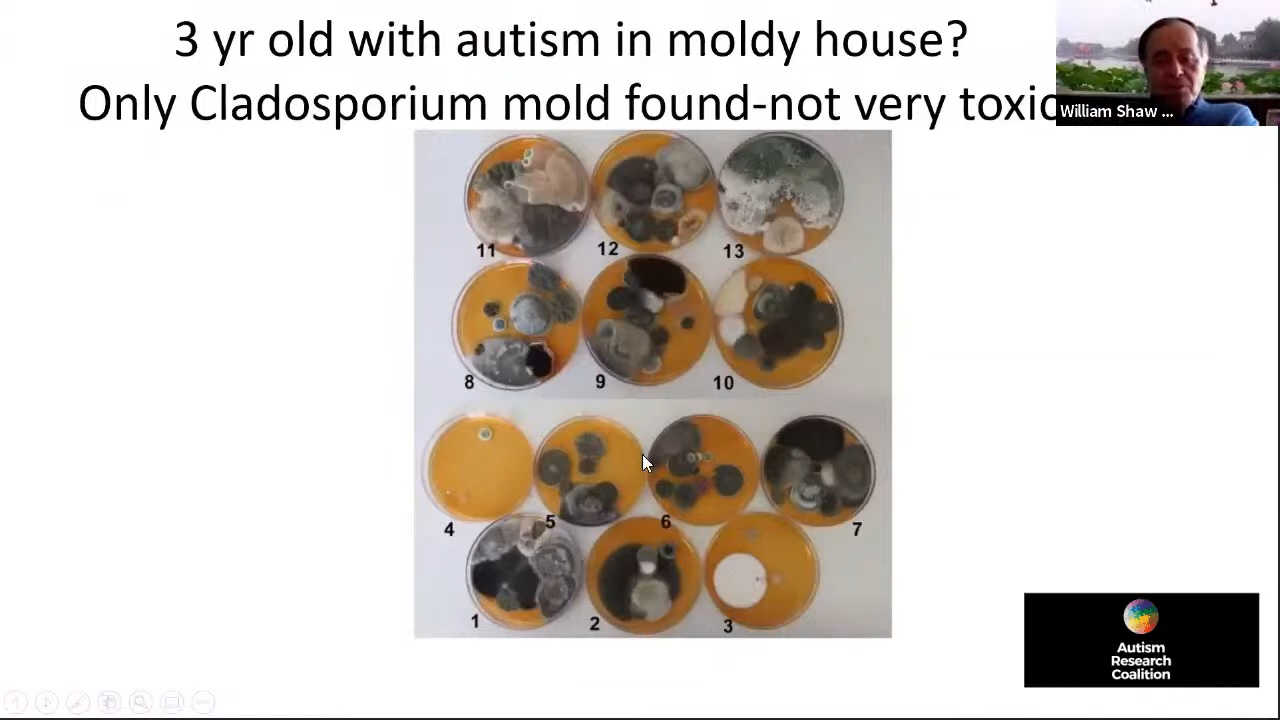 3 yr old with autism in moldy house?
Only Cladosporium mold found-not very toxic
William Shaw ...
11
12
13
8
9
10
4
5
6
7
1
2
3
Autism
Research
Coalition